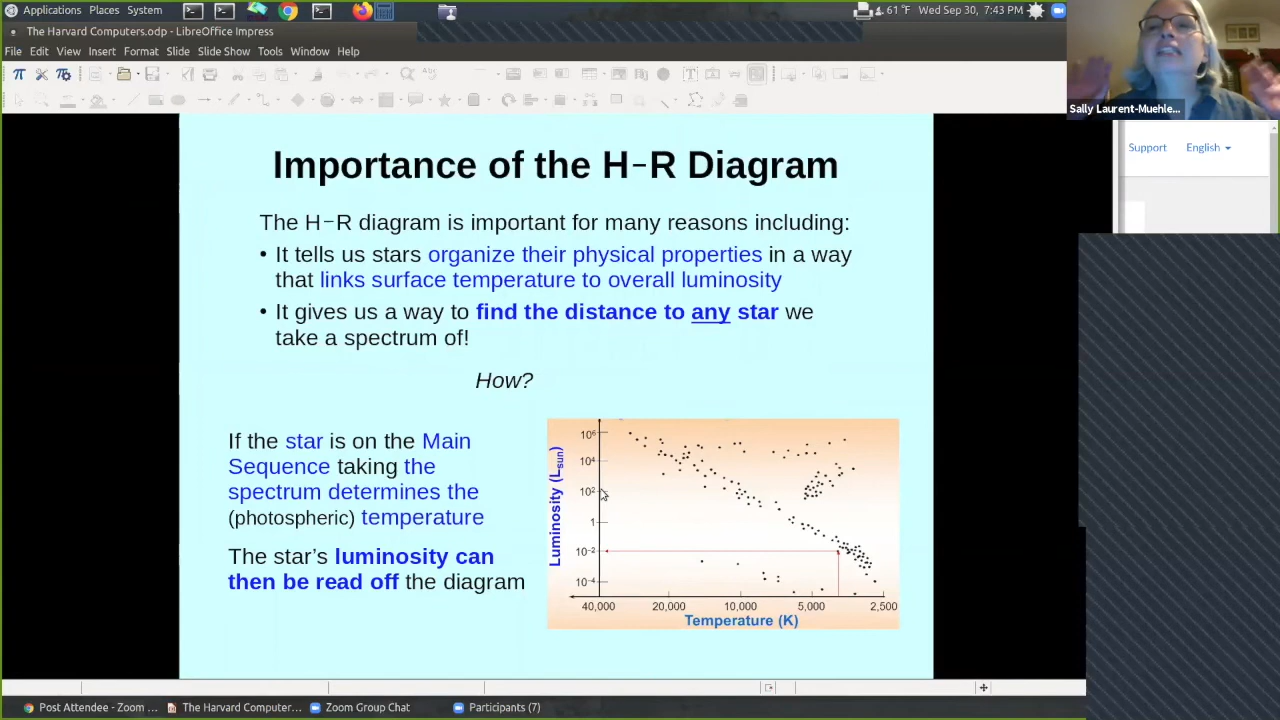 Applications Places System
61 °F Wed Sep 30, 7:43 PM
The Harvard Computers.odp - LibreOffice Impress
File Edit View Insert Format Slide Slide Show Tools Window Help
Sally Laurent-Muehle...
Support English
Importance of the H–R Diagram
The H–R diagram is important for many reasons including:
• It tells us stars organize their physical properties in a way
that links surface temperature to overall luminosity
• It gives us a way to find the distance to any star we
take a spectrum of!
How?
If the star is on the Main
Sequence taking the
spectrum determines the
(photospheric) temperature
The star's luminosity can
then be read off the diagram
Luminosity (Lsun)
10⁶
10⁴
10²
1
10⁻²
10⁻⁴
40,000 20,000 10,000 5,000 2,500
Temperature (K)
Post Attendee - Zoom ... The Harvard Computer... Zoom Group Chat Participants (7)